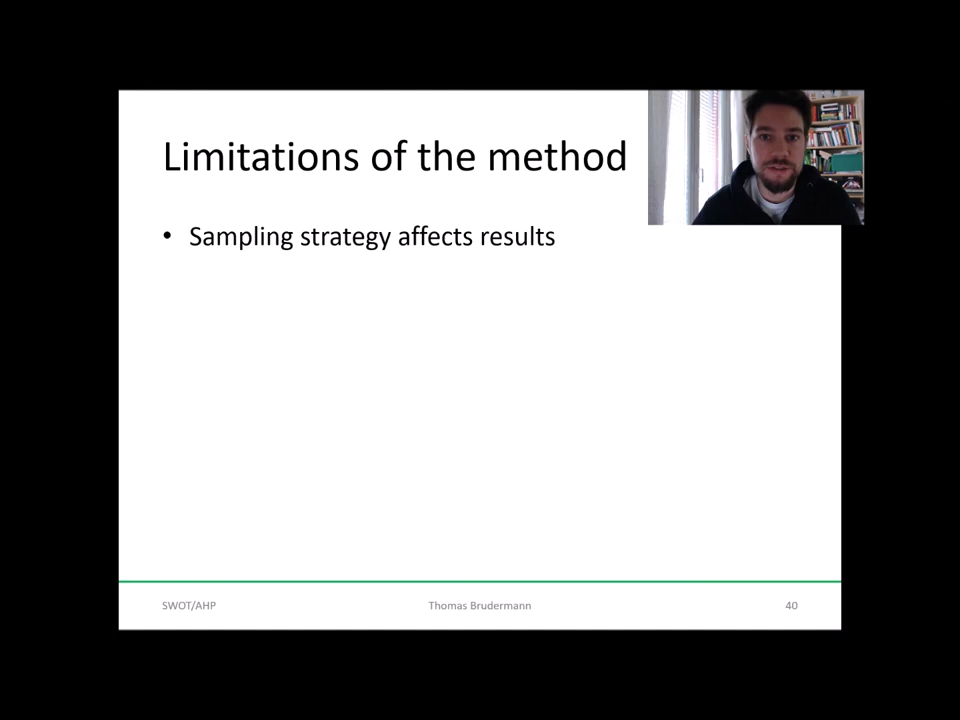 Limitations of the method
• Sampling strategy affects results
SWOT/AHP
Thomas Brudermann
40